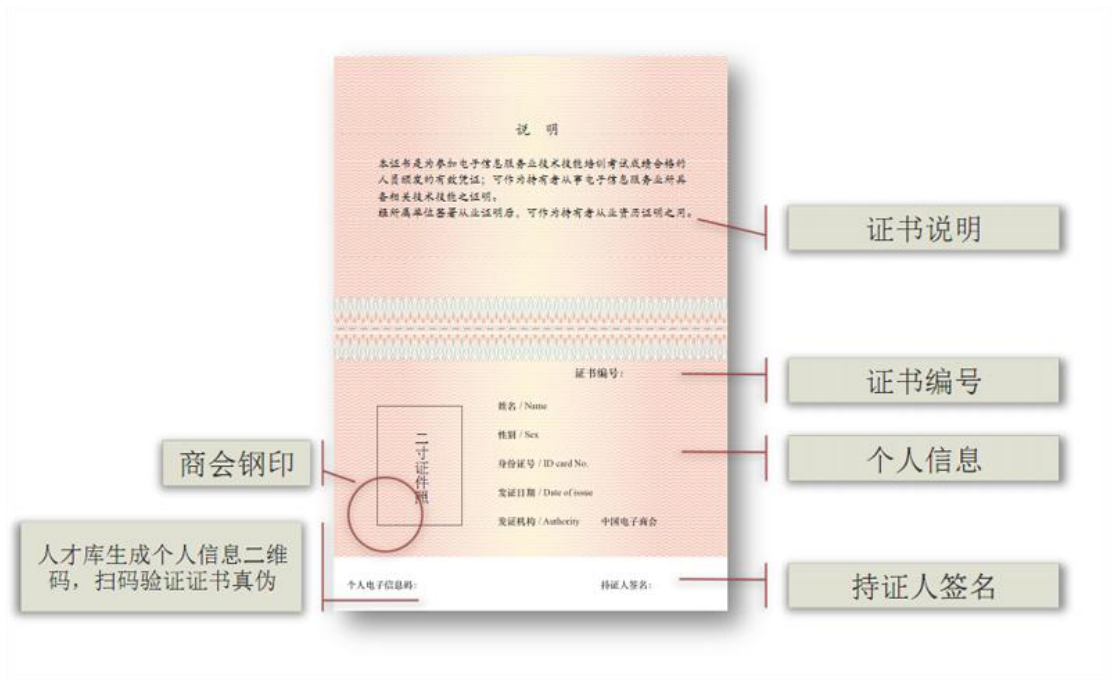 说 明
本证书是为参加电子信息服务业技术技能培训考试成绩合格的
人员颁发的有效凭证；可作为持有者从事电子信息服务业所具
备相关技术技能之证明。
经所属单位签署从业证明后，可作为持有者从业资历证明之用。
证书说明
证书编号：
证书编号
姓名 / Name
性别 / Sex
身份证号 / ID card No.
发证日期 / Date of issue
发证机构 / Authority 中国电子商会
个人信息
二寸证件照
商会钢印
人才库生成个人信息二维
码，扫码验证证书真伪
个人电子信息码：
持证人签名：
持证人签名